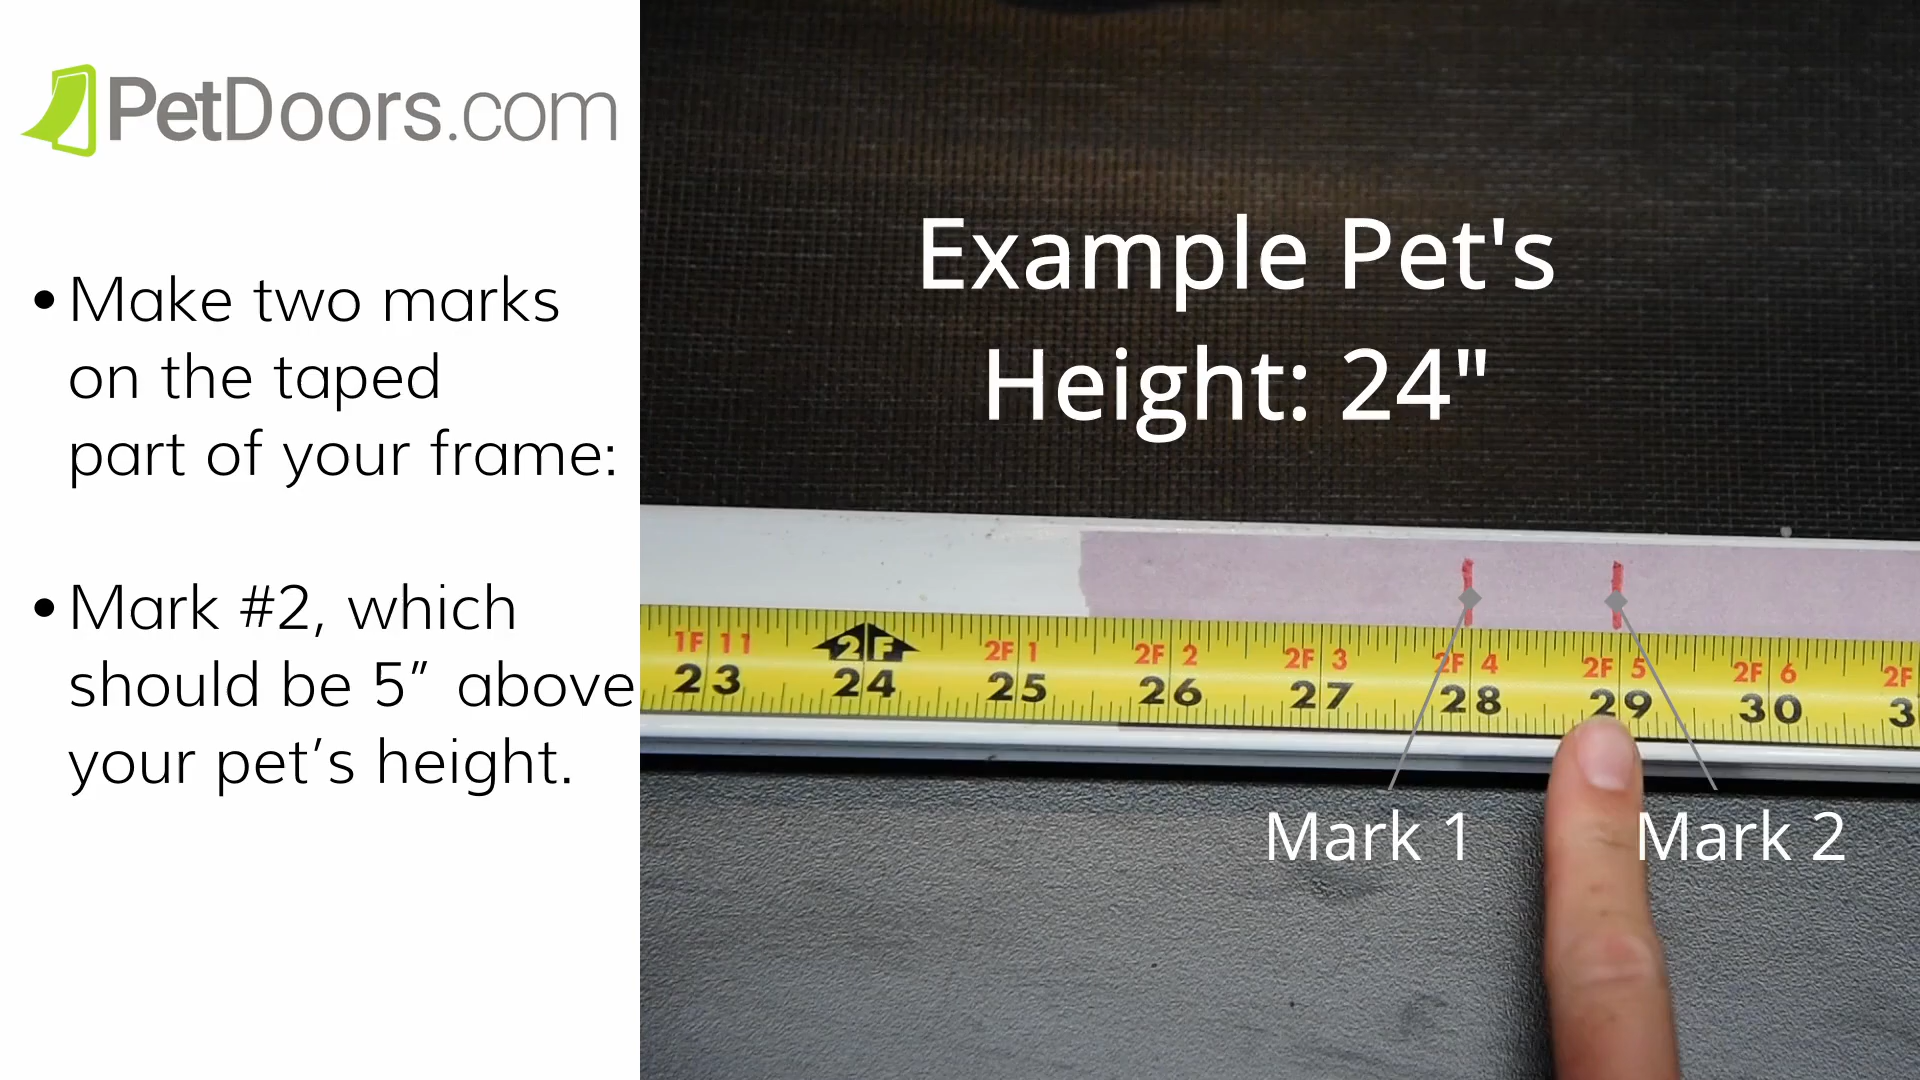 PetDoors.com
• Make two marks
on the taped
part of your frame:
• Mark #2, which
should be 5” above
your pet’s height.
Example Pet's
Height: 24"
1F 11 2F 2F 1 2F 2 2F 3 2F 4 2F 5 2F 6 2F
23 24 25 26 27 28 29 30 3
Mark 1 Mark 2